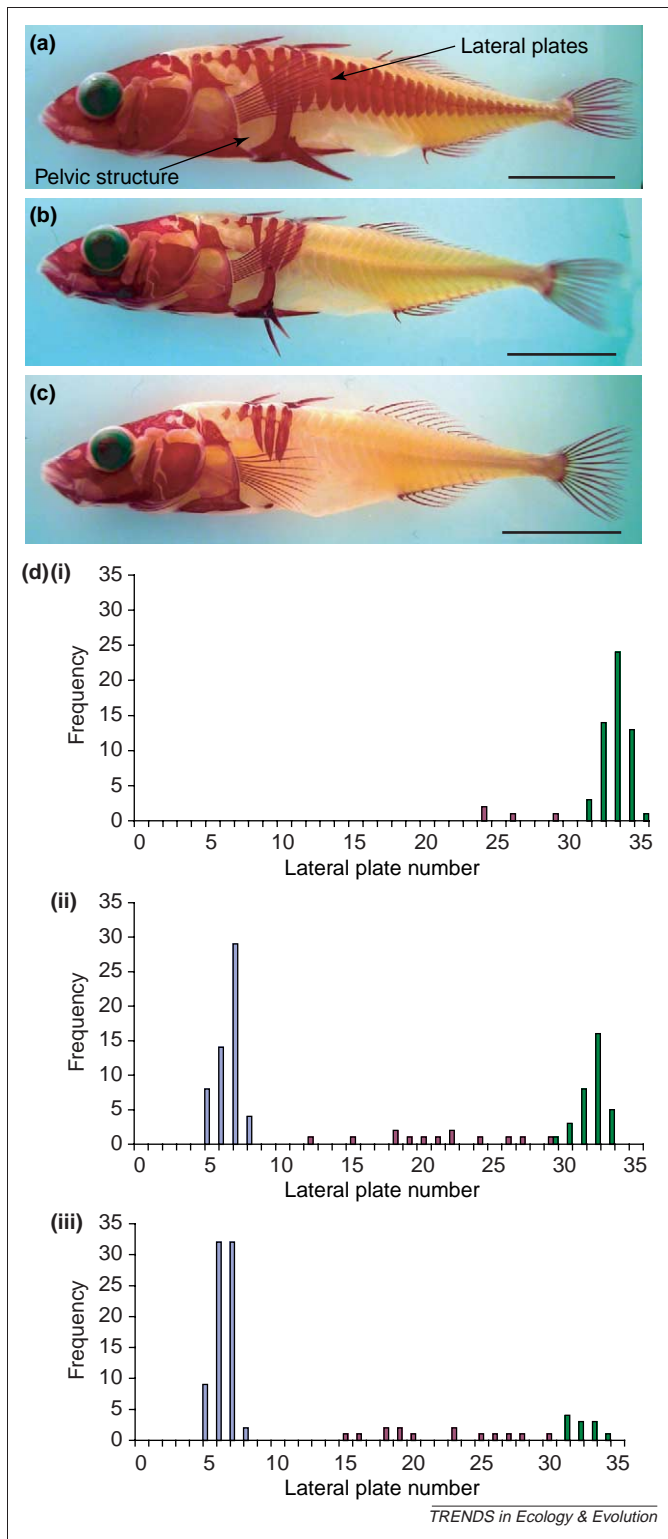 (a)
Lateral plates
Pelvic structure
(b)
(c)
(d)(i)
35
30
25
20
15
10
5
0
Frequency
0 5 10 15 20 25 30 35
Lateral plate number
(ii)
35
30
25
20
15
10
5
0
Frequency
0 5 10 15 20 25 30 35
Lateral plate number
(iii)
35
30
25
20
15
10
5
0
Frequency
0 5 10 15 20 25 30 35
Lateral plate number
TRENDS in Ecology & Evolution